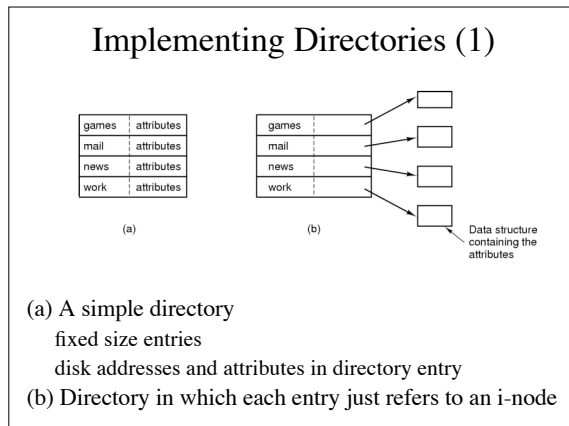 Implementing Directories (1)
games attributes
mail attributes
news attributes
work attributes
(a)
games
mail
news
work
(b)
Data structure
containing the
attributes
(a) A simple directory
fixed size entries
disk addresses and attributes in directory entry
(b) Directory in which each entry just refers to an i-node